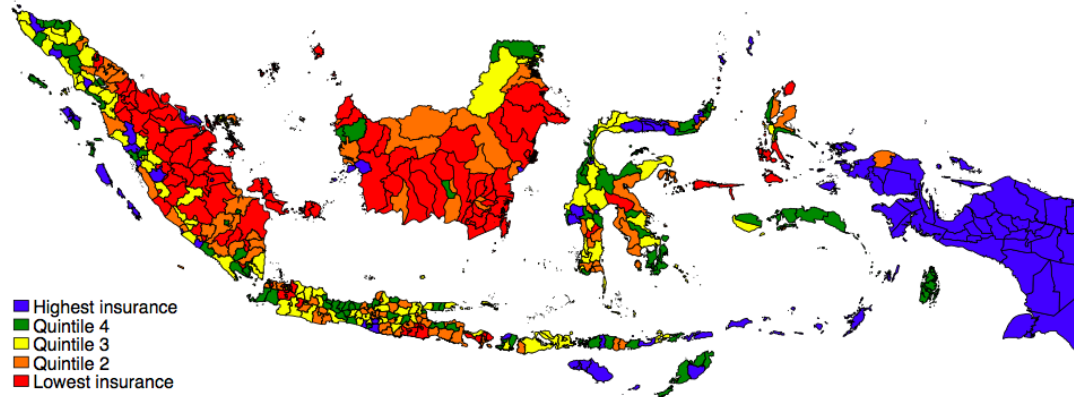 Highest insurance
Quintile 4
Quintile 3
Quintile 2
Lowest insurance